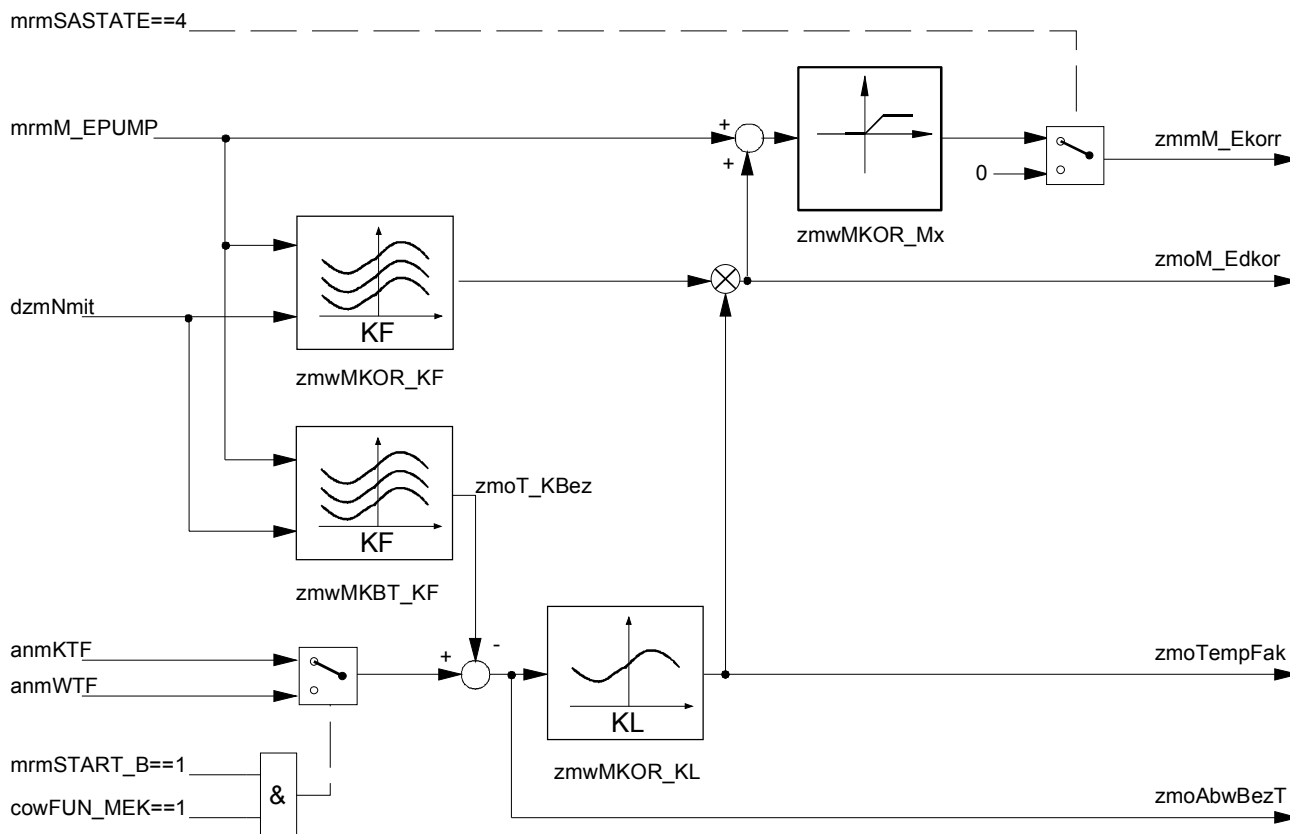 mrmSASTATE==4
mrmM_EPUMP
+
+
0
zmmM_Ekorr
zmwMKOR_Mx
zmoM_Edkor
dzmNmit
KF
zmwMKOR_KF
zmoT_KBez
KF
zmwMKBT_KF
anmKTF
+
-
zmoTempFak
anmWTF
KL
zmwMKOR_KL
mrmSTART_B==1
&
cowFUN_MEK==1
zmoAbwBezT